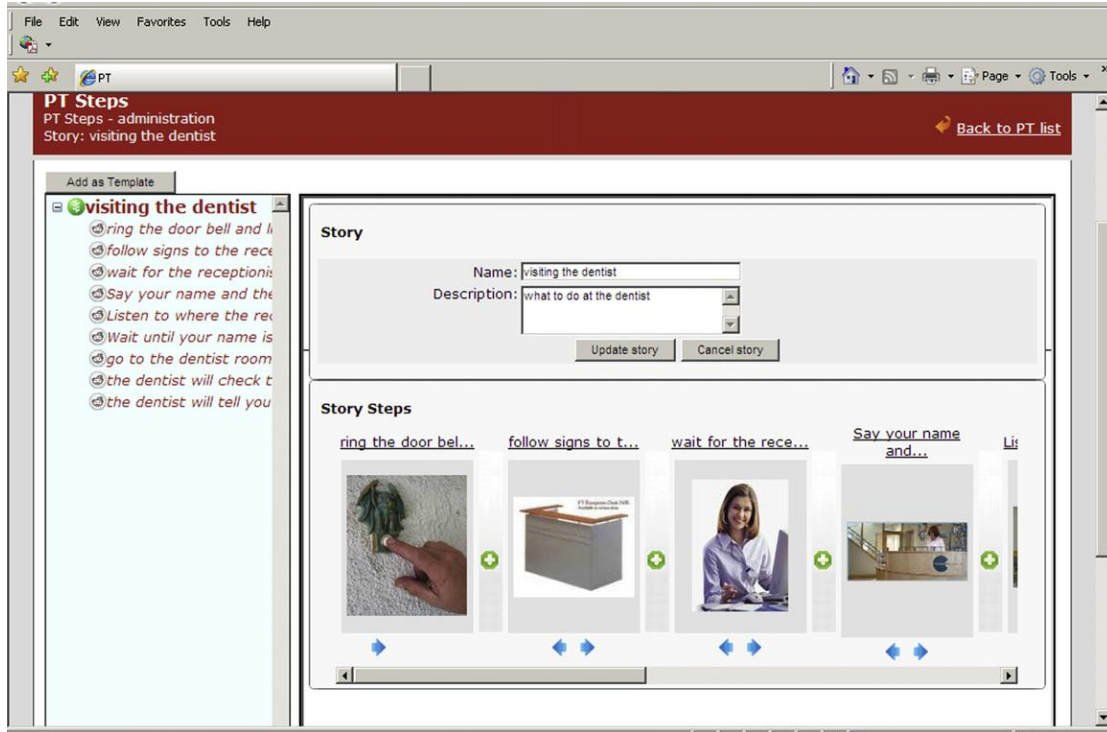 File Edit View Favorites Tools Help
PT
Page Tools
PT Steps
PT Steps - administration
Story: visiting the dentist
Back to PT list
Add as Template
visiting the dentist
ring the door bell and
follow signs to the rece
wait for the receptionis
Say your name and the
Listen to where the rec
Wait until your name is
go to the dentist room
the dentist will check t
the dentist will tell you
Story
Name: visiting the dentist
Description: what to do at the dentist
Update story Cancel story
Story Steps
ring the door bel... follow signs to t... wait for the rece... Say your name and... Lis